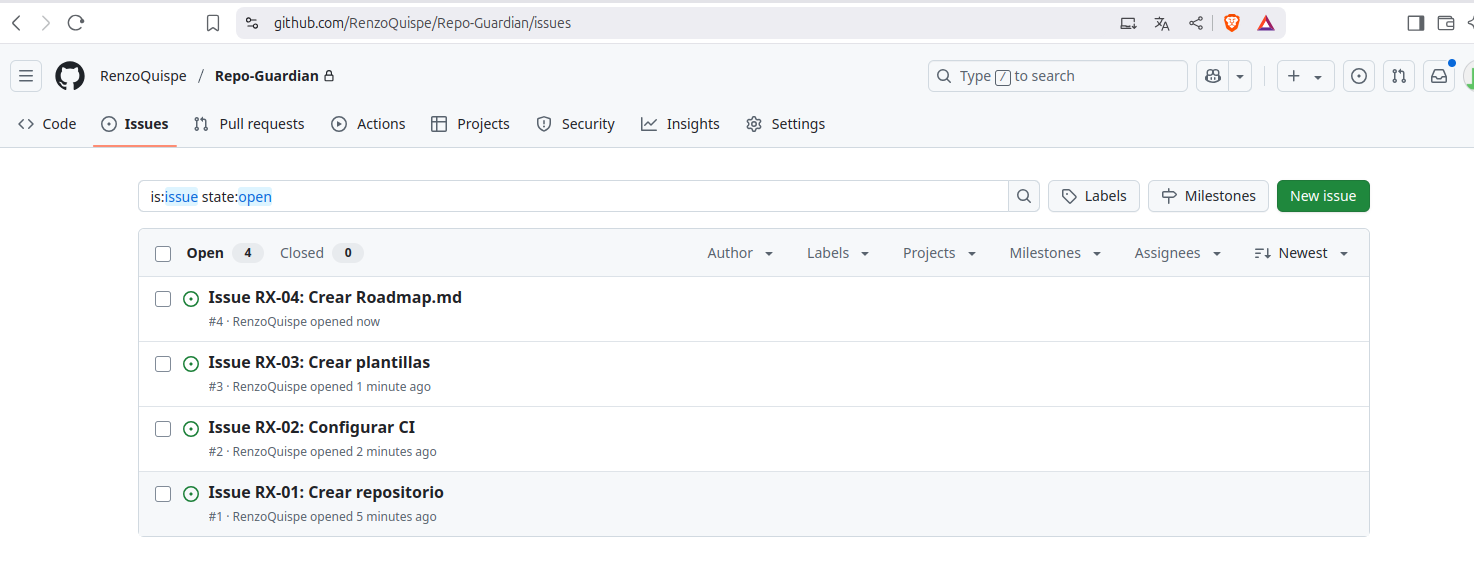 github.com/RenzoQuispe/Repo-Guardian/issues
RenzoQuispe / Repo-Guardian
Type / to search
Code Issues Pull requests Actions Projects Security Insights Settings
is:issue state:open
Labels Milestones New issue
Open 4 Closed 0 Author Labels Projects Milestones Assignees Newest
Issue RX-04: Crear Roadmap.md
#4 · RenzoQuispe opened now
Issue RX-03: Crear plantillas
#3 · RenzoQuispe opened 1 minute ago
Issue RX-02: Configurar CI
#2 · RenzoQuispe opened 2 minutes ago
Issue RX-01: Crear repositorio
#1 · RenzoQuispe opened 5 minutes ago